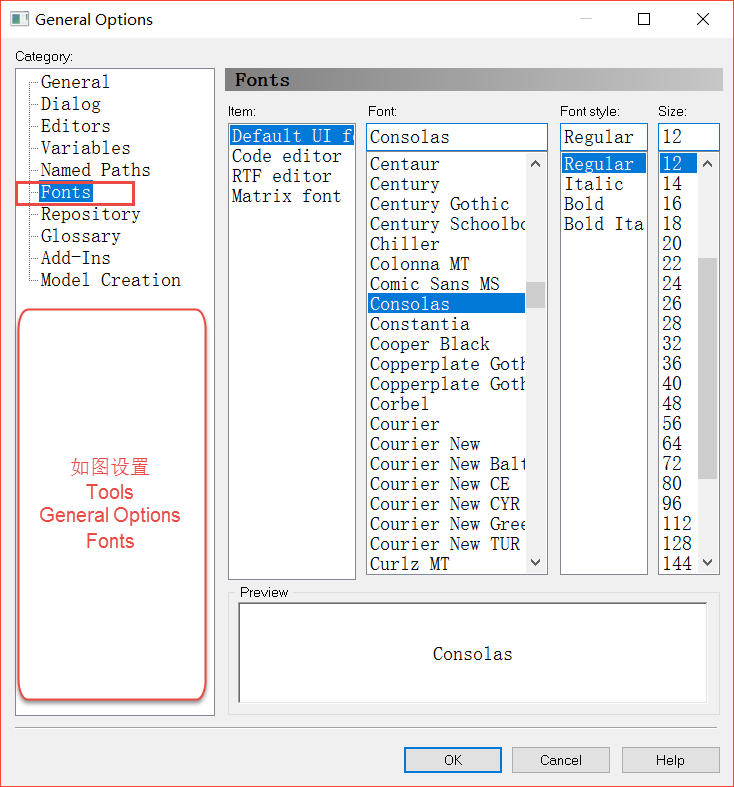 General Options
Category:
General
Dialog
Editors
Variables
Named Paths
Fonts
Repository
Glossary
Add-Ins
Model Creation
如图设置
Tools
General Options
Fonts
Fonts
Item:
Default UI fo
Code editor
RTF editor
Matrix font
Font:
Consolas
Centaur
Century
Century Gothic
Century Schoolbo
Chiller
Colonna MT
Comic Sans MS
Consolas
Constantia
Cooper Black
Copperplate Goth
Copperplate Goth
Corbel
Courier
Courier New
Courier New Balt
Courier New CE
Courier New CYR
Courier New Gree
Courier New TUR
Curlz MT
Font style:
Regular
Regular
Italic
Bold
Bold Ita
Size:
12
12
14
16
18
20
22
24
26
28
32
36
40
48
56
64
72
80
96
112
128
144
Preview
Consolas
OK
Cancel
Help